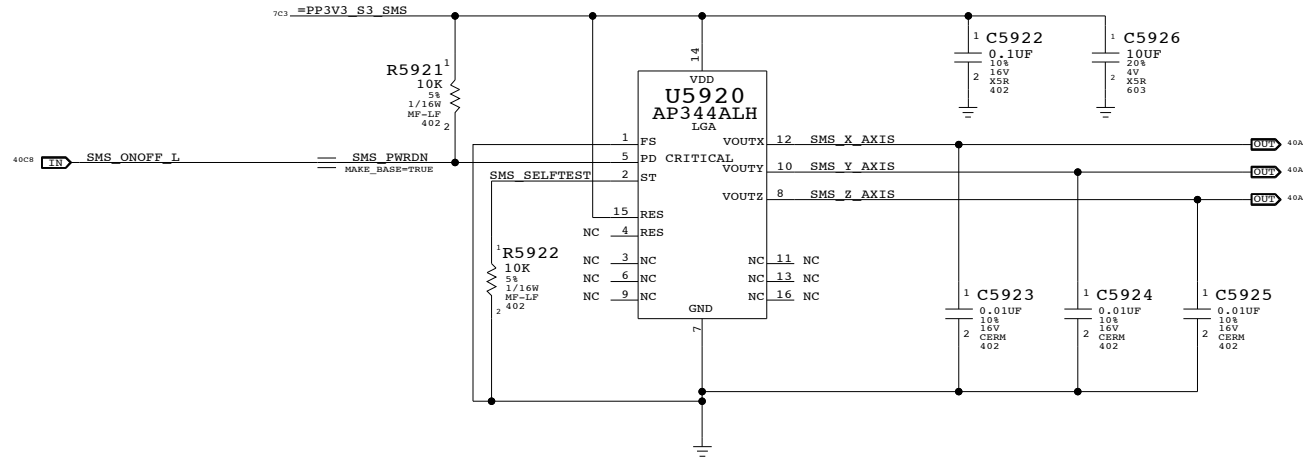 7C3 =PP3V3_S3_SMS
R5921
1
10K
5%
1/16W
MF-LF
402
2
14
VDD
U5920
AP344ALH
LGA
CRITICAL
1 FS
5 PD
2 ST
15 RES
NC 4 RES
NC 3 NC
NC 6 NC
NC 9 NC
VOUTX 12 SMS_X_AXIS
VOUTY 10 SMS_Y_AXIS
VOUTZ 8 SMS_Z_AXIS
NC 11 NC
NC 13 NC
NC 16 NC
GND
7
40C8 IN SMS_ONOFF_L
SMS_PWRDN
MAKE_BASE=TRUE
SMS_SELFTEST
1
R5922
10K
5%
1/16W
MF-LF
402
2
1 C5922
0.1UF
10%
16V
2 X5R
402
1 C5926
10UF
20%
4V
2 X5R
603
OUT 40A
OUT 40A
OUT 40A
1 C5923
0.01UF
10%
16V
2 CERM
402
1 C5924
0.01UF
10%
16V
2 CERM
402
1 C5925
0.01UF
10%
16V
2 CERM
402